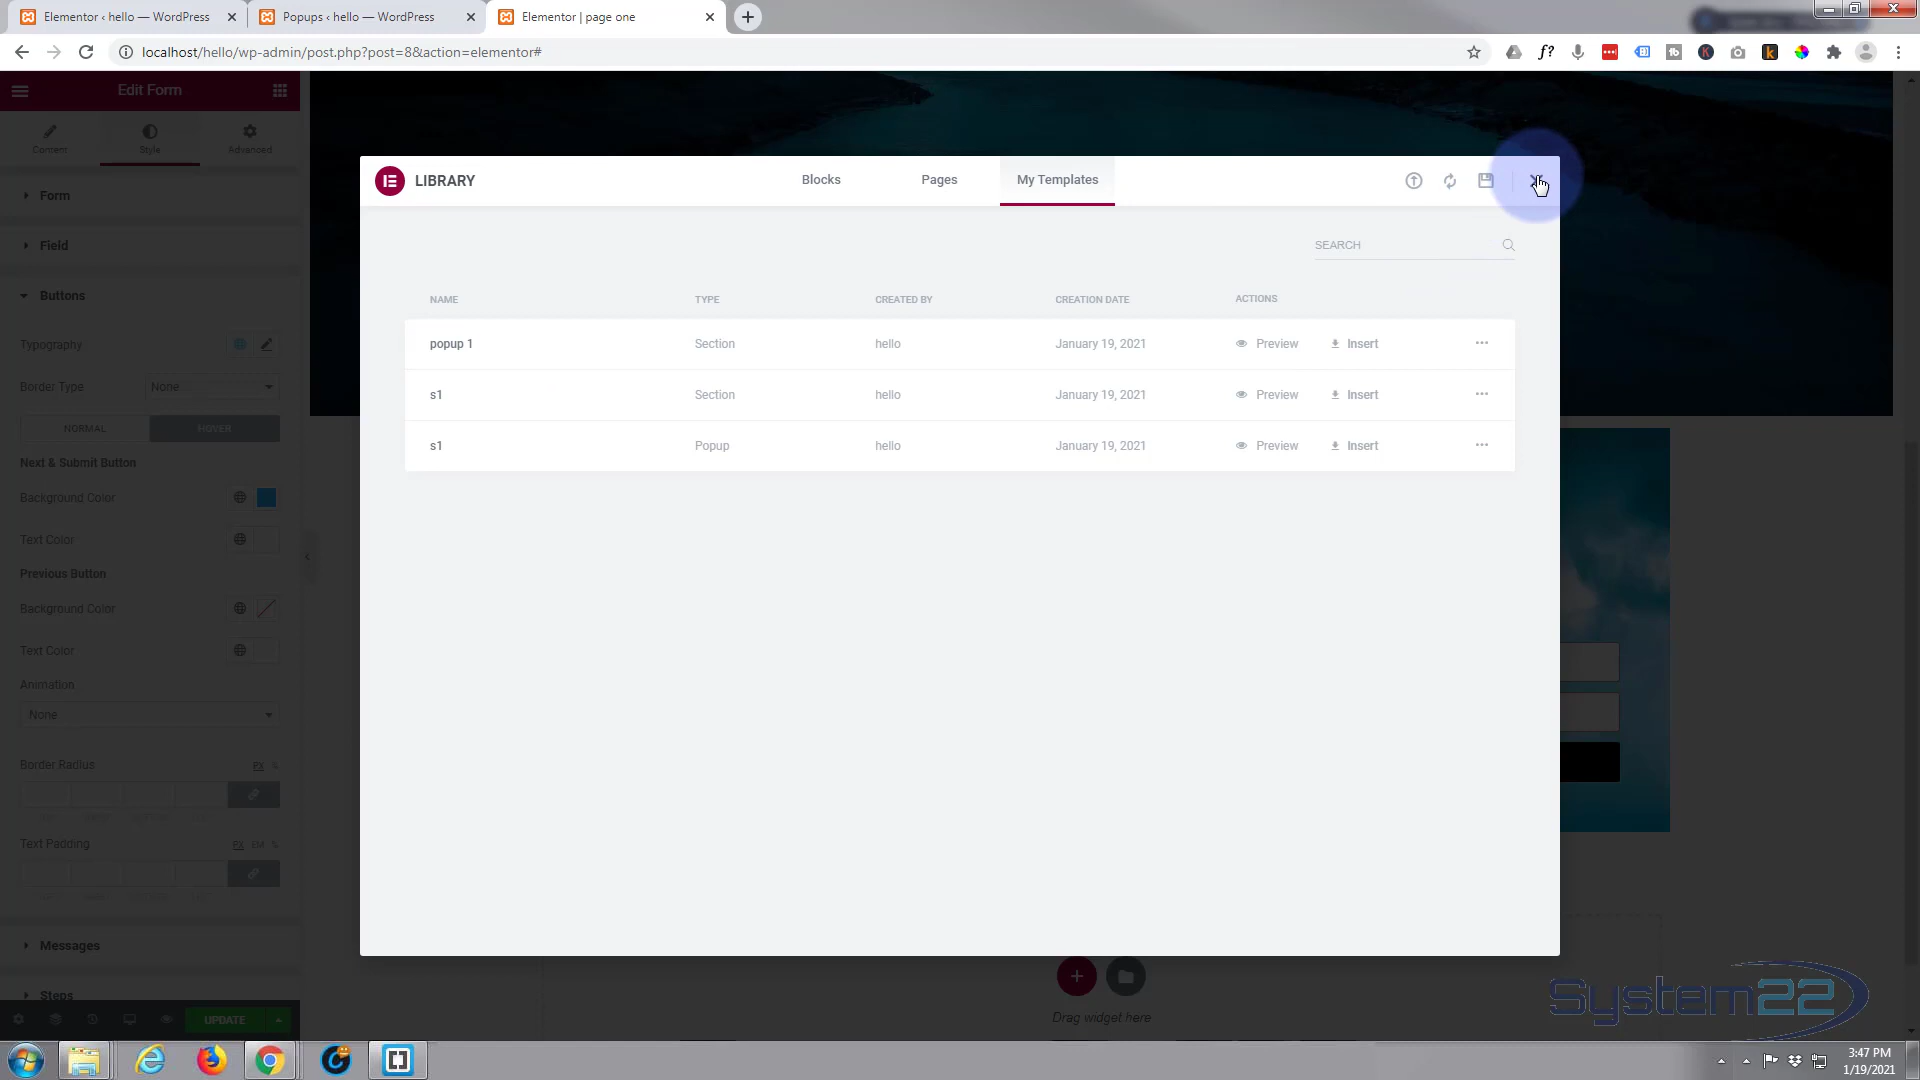 Elementor ‹ hello — WordPress
Popups ‹ hello — WordPress
Elementor | page one
localhost/hello/wp-admin/post.php?post=8&action=elementor#
Edit Form
Content
Style
Advanced
Form
Field
Buttons
Typography
Border Type
None
NORMAL
HOVER
Next & Submit Button
Background Color
Text Color
Previous Button
Background Color
Text Color
Animation
None
Border Radius
PX %
Text Padding
PX EM %
Messages
Steps
UPDATE
LIBRARY
Blocks
Pages
My Templates
SEARCH
NAME TYPE CREATED BY CREATION DATE ACTIONS
popup 1 Section hello January 19, 2021 Preview Insert
s1 Section hello January 19, 2021 Preview Insert
s1 Popup hello January 19, 2021 Preview Insert
Drag widget here
System22
3:47 PM
1/19/2021